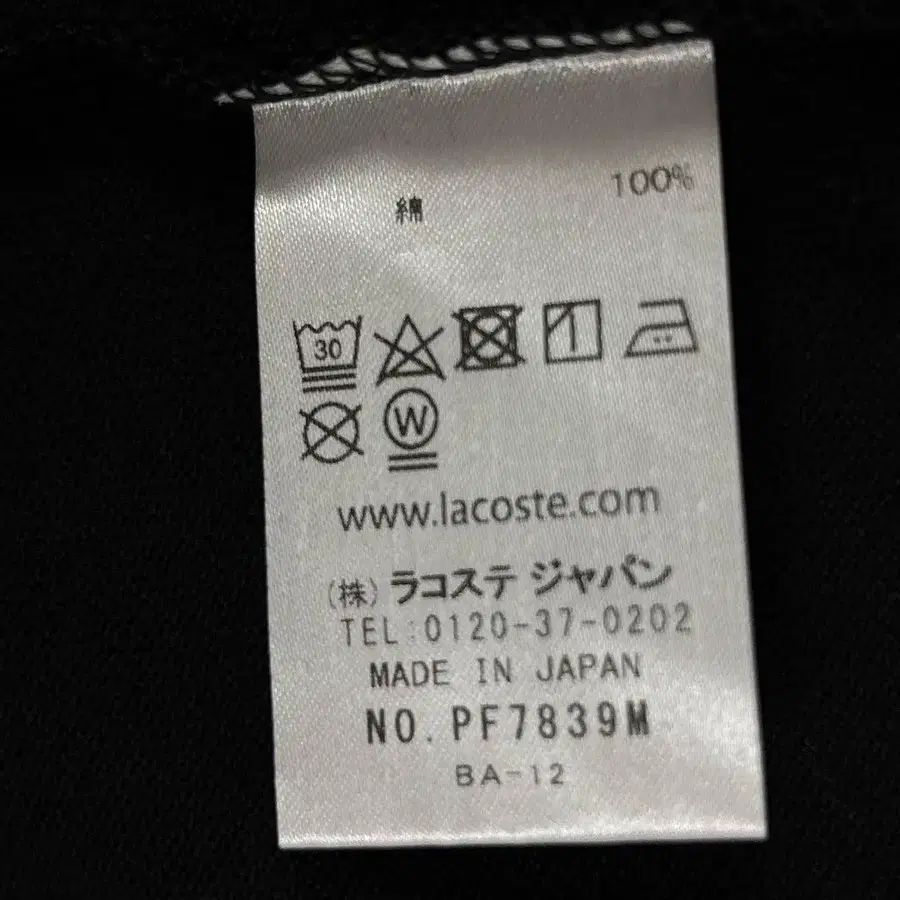 綿 100%
30
W
www.lacoste.com
(株) ラコステ ジャパン
TEL:0120-37-0202
MADE IN JAPAN
NO. PF7839M
BA-12